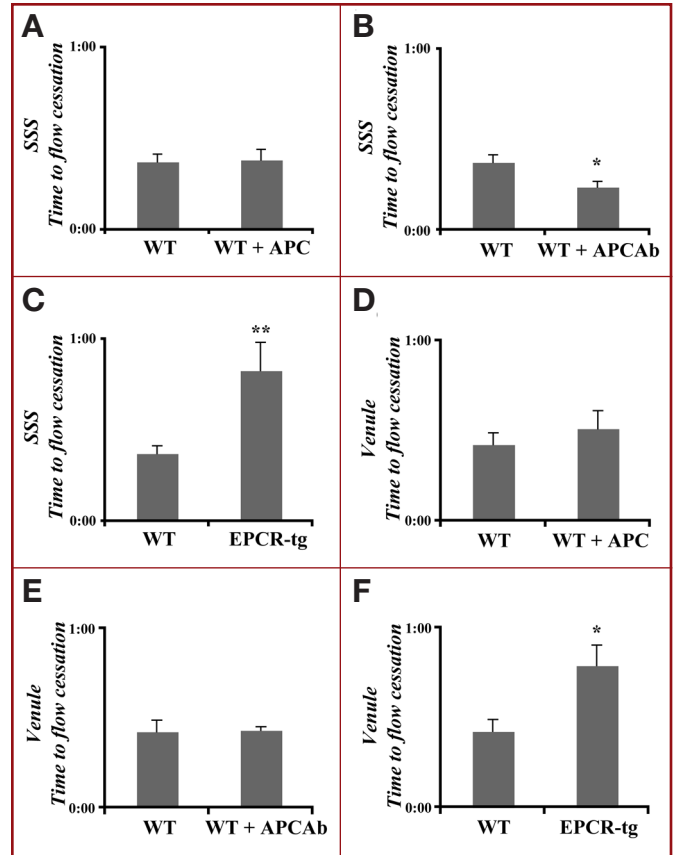 A
SSS
Time to flow cessation
1:00
0:00
WT
WT + APC
B
SSS
Time to flow cessation
1:00
*
0:00
WT
WT + APCAb
C
SSS
Time to flow cessation
1:00
**
0:00
WT
EPCR-tg
D
Venule
Time to flow cessation
1:00
0:00
WT
WT + APC
E
Venule
Time to flow cessation
1:00
0:00
WT
WT + APCAb
F
Venule
Time to flow cessation
1:00
*
0:00
WT
EPCR-tg